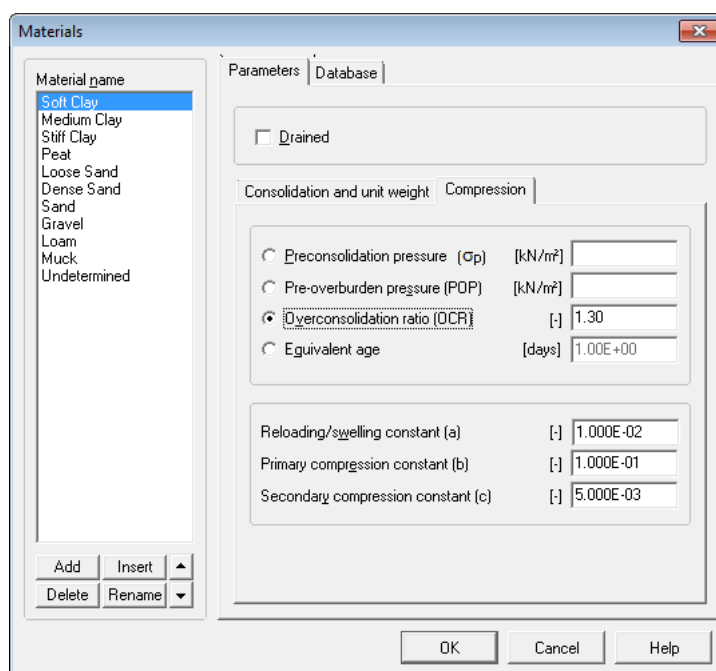 Materials
Material name
Soft Clay
Medium Clay
Stiff Clay
Peat
Loose Sand
Dense Sand
Sand
Gravel
Loam
Muck
Undetermined
Add Insert
Delete Rename
Parameters Database
Drained
Consolidation and unit weight Compression
Preconsolidation pressure (σp) [kN/m²]
Pre-overburden pressure (POP) [kN/m²]
Overconsolidation ratio (OCR) [-] 1.30
Equivalent age [days] 1.00E+00
Reloading/swelling constant (a) [-] 1.000E-02
Primary compression constant (b) [-] 1.000E-01
Secondary compression constant (c) [-] 5.000E-03
OK Cancel Help